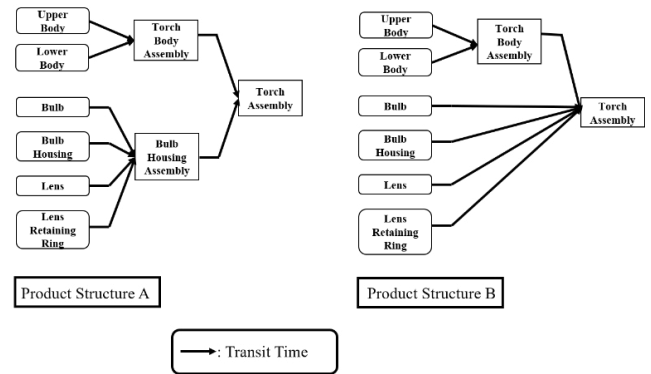 Upper
Body
Lower
Body
Torch
Body
Assembly
Bulb
Bulb
Housing
Lens
Lens
Retaining
Ring
Bulb
Housing
Assembly
Torch
Assembly
Product Structure A
Upper
Body
Lower
Body
Torch
Body
Assembly
Bulb
Bulb
Housing
Lens
Lens
Retaining
Ring
Torch
Assembly
Product Structure B
: Transit Time